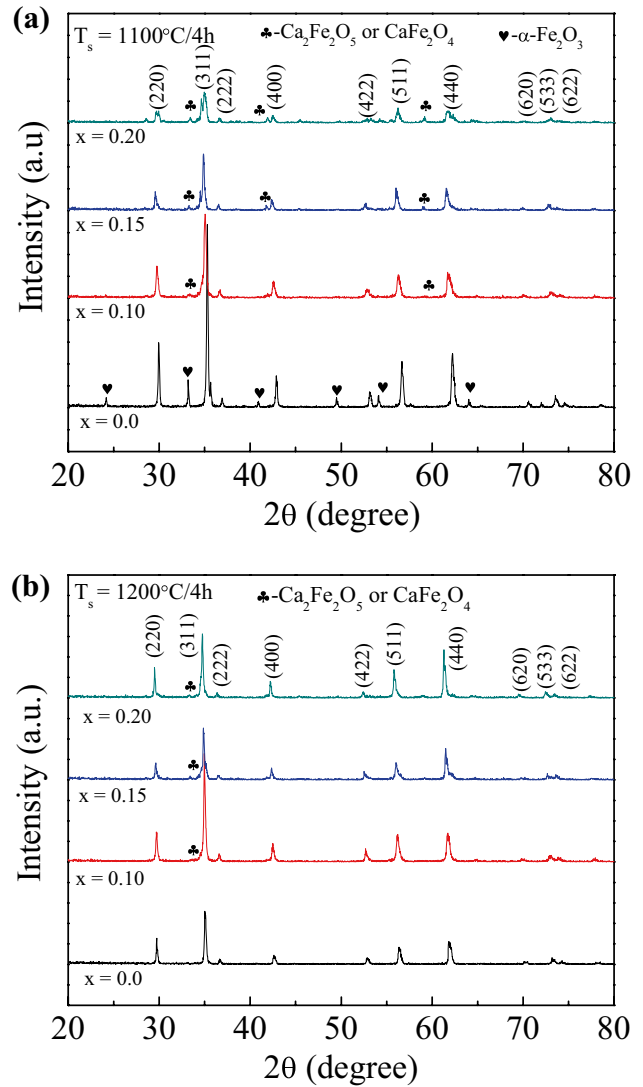 (a)
T_s = 1100°C/4h
♣-Ca₂Fe₂O₅ or CaFe₂O₄
♥-α-Fe₂O₃
(220)
(311)
(222)
(400)
(422)
(511)
(440)
(620)
(533)
(622)
x = 0.20
x = 0.15
x = 0.10
x = 0.0
Intensity (a.u)
20 30 40 50 60 70 80
2θ (degree)
(b)
T_s = 1200°C/4h
♣-Ca₂Fe₂O₅ or CaFe₂O₄
(220)
(311)
(222)
(400)
(422)
(511)
(440)
(620)
(533)
(622)
x = 0.20
x = 0.15
x = 0.10
x = 0.0
Intensity (a.u.)
20 30 40 50 60 70 80
2θ (degree)